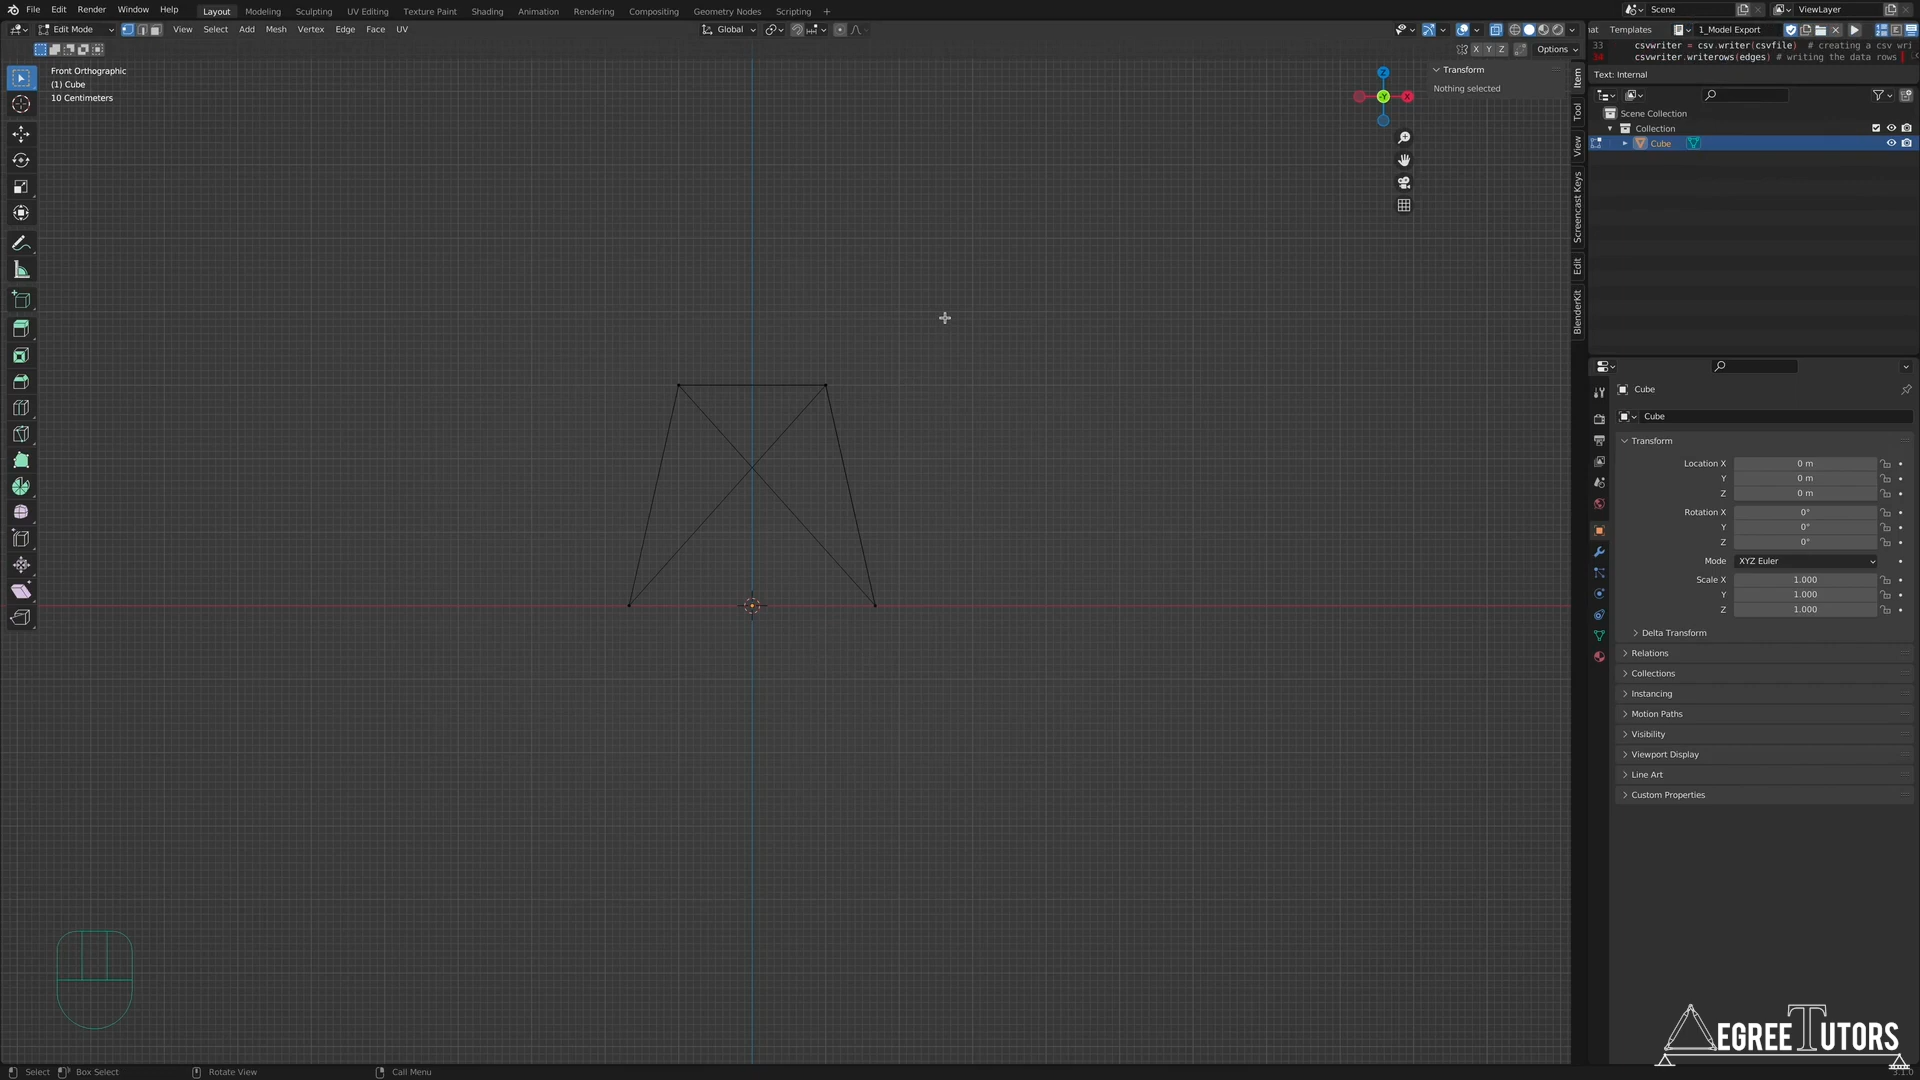 File Edit Render Window Help Layout Modeling Sculpting UV Editing Texture Paint Shading Animation Rendering Compositing Geometry Nodes Scripting + Scene ViewLayer
Edit Mode View Select Add Mesh Vertex Edge Face UV Global Templates 1_Model Export
33 csvwriter = csv.writer(csvfile) # creating a csv wri
34 csvwriter.writerows(edges) # writing the data rows
X Y Z Options
Text: Internal
Front Orthographic
(1) Cube
10 Centimeters
Transform
Nothing selected
Z
Y
X
Item
Tool
View
Screencast Keys
Edit
BlenderKit
Scene Collection
Collection
Cube
Cube
Cube
Transform
Location X 0 m
Y 0 m
Z 0 m
Rotation X 0°
Y 0°
Z 0°
Mode XYZ Euler
Scale X 1.000
Y 1.000
Z 1.000
Delta Transform
Relations
Collections
Instancing
Motion Paths
Visibility
Viewport Display
Line Art
Custom Properties
DEGREE TUTORS
Select Box Select Rotate View Call Menu
3.1.0